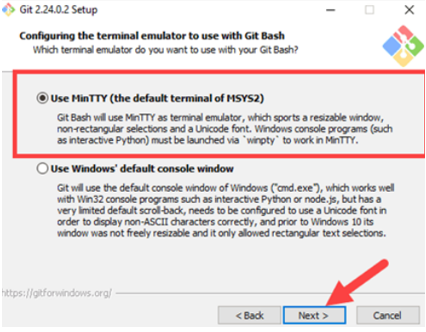 Git 2.24.0.2 Setup
Configuring the terminal emulator to use with Git Bash
Which terminal emulator do you want to use with your Git Bash?
Use MinTTY (the default terminal of MSYS2)
Git Bash will use MinTTY as terminal emulator, which sports a resizable window,
non-rectangular selections and a Unicode font. Windows console programs (such
as interactive Python) must be launched via `winpty` to work in MinTTY.
Use Windows' default console window
Git will use the default console window of Windows ("cmd.exe"), which works well
with Win32 console programs such as interactive Python or node.js, but has a
very limited default scroll-back, needs to be configured to use a Unicode font in
order to display non-ASCII characters correctly, and prior to Windows 10 its
window was not freely resizable and it only allowed rectangular text selections.
https://gitforwindows.org/
< Back Next > Cancel